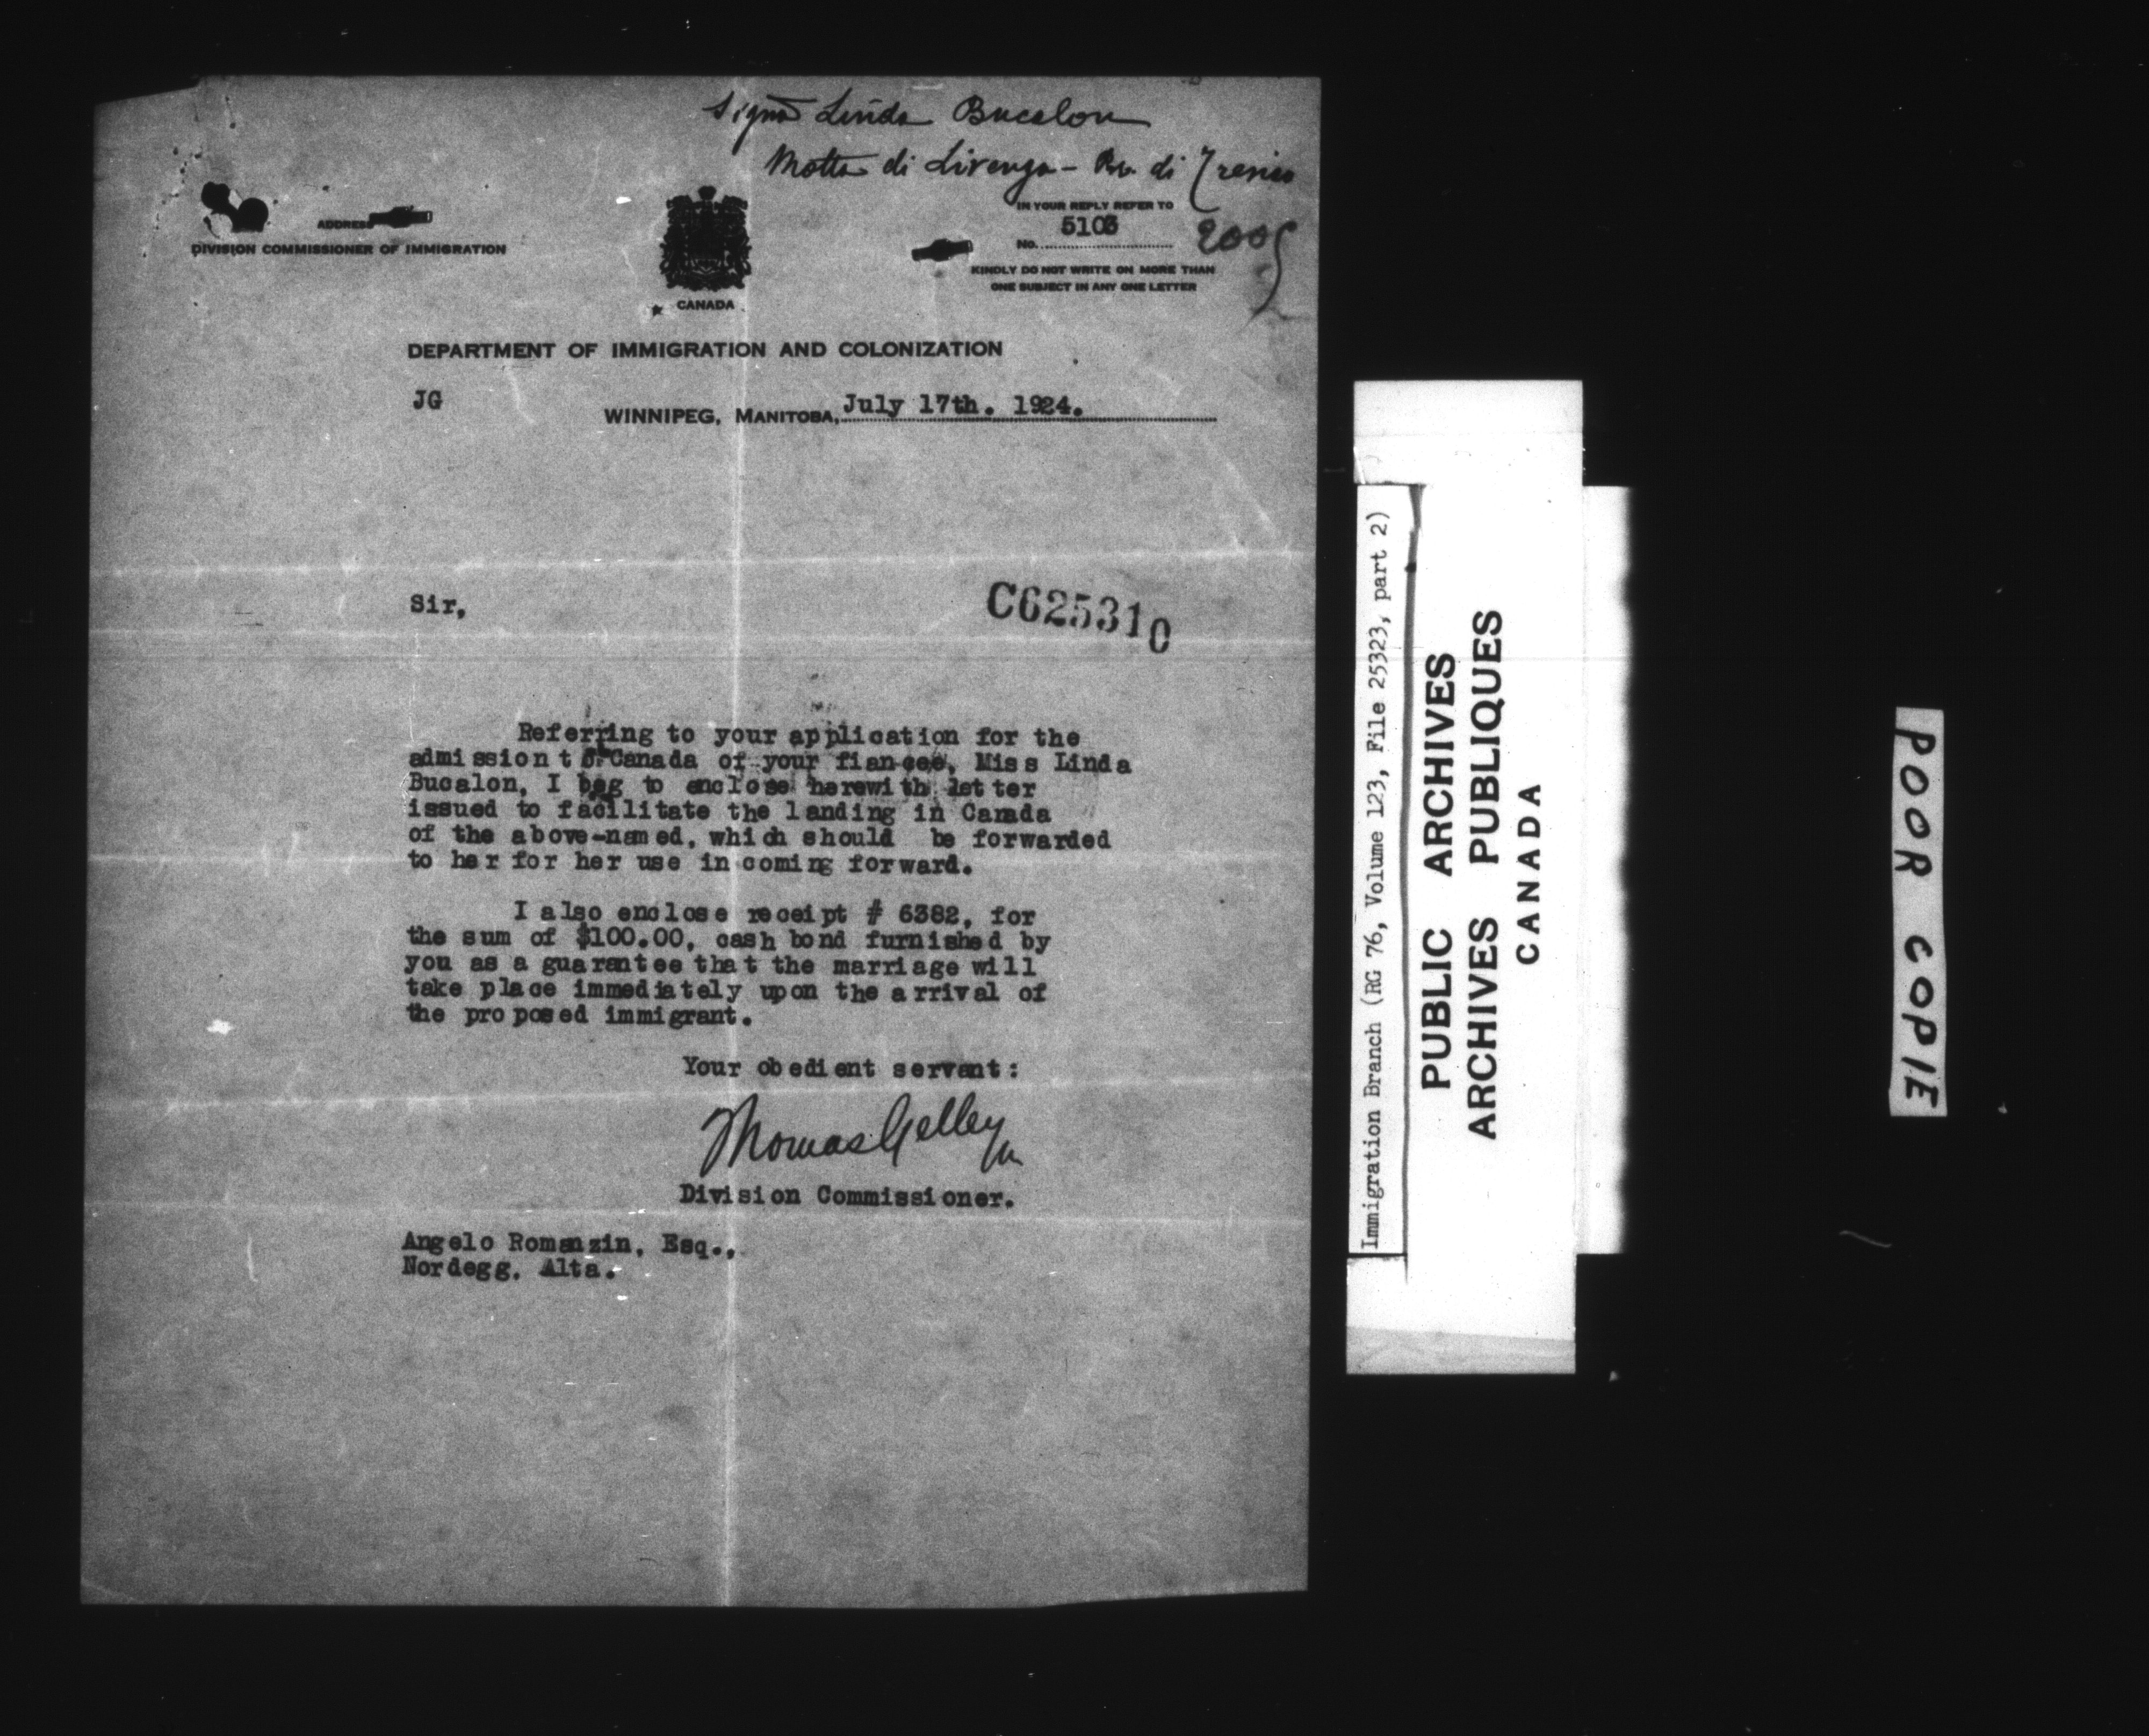 Signa Linda Bucalon
Motta di Livenza - Pr. di Treviso
ADDRESS
DIVISION COMMISSIONER OF IMMIGRATION
IN YOUR REPLY REFER TO
No. 5103
2005
KINDLY DO NOT WRITE ON MORE THAN
ONE SUBJECT IN ANY ONE LETTER
CANADA
DEPARTMENT OF IMMIGRATION AND COLONIZATION
JG
WINNIPEG, MANITOBA, July 17th. 1924.
Sir,
C625310
Referring to your application for the
admission to Canada of your fiancee, Miss Linda
Bucalon, I beg to enclose herewith letter
issued to facilitate the landing in Canada
of the above-named, which should be forwarded
to her for her use in coming forward.
I also enclose receipt # 6382, for
the sum of $100.00, cash bond furnished by
you as a guarantee that the marriage will
take place immediately upon the arrival of
the proposed immigrant.
Your obedient servant:
Thomas Gelley
Division Commissioner.
Angelo Romanzin, Esq.,
Nordegg, Alta.
Immigration Branch (RG 76, Volume 123, File 25323, part 2)
PUBLIC ARCHIVES
ARCHIVES PUBLIQUES
CANADA
POOR COPIE